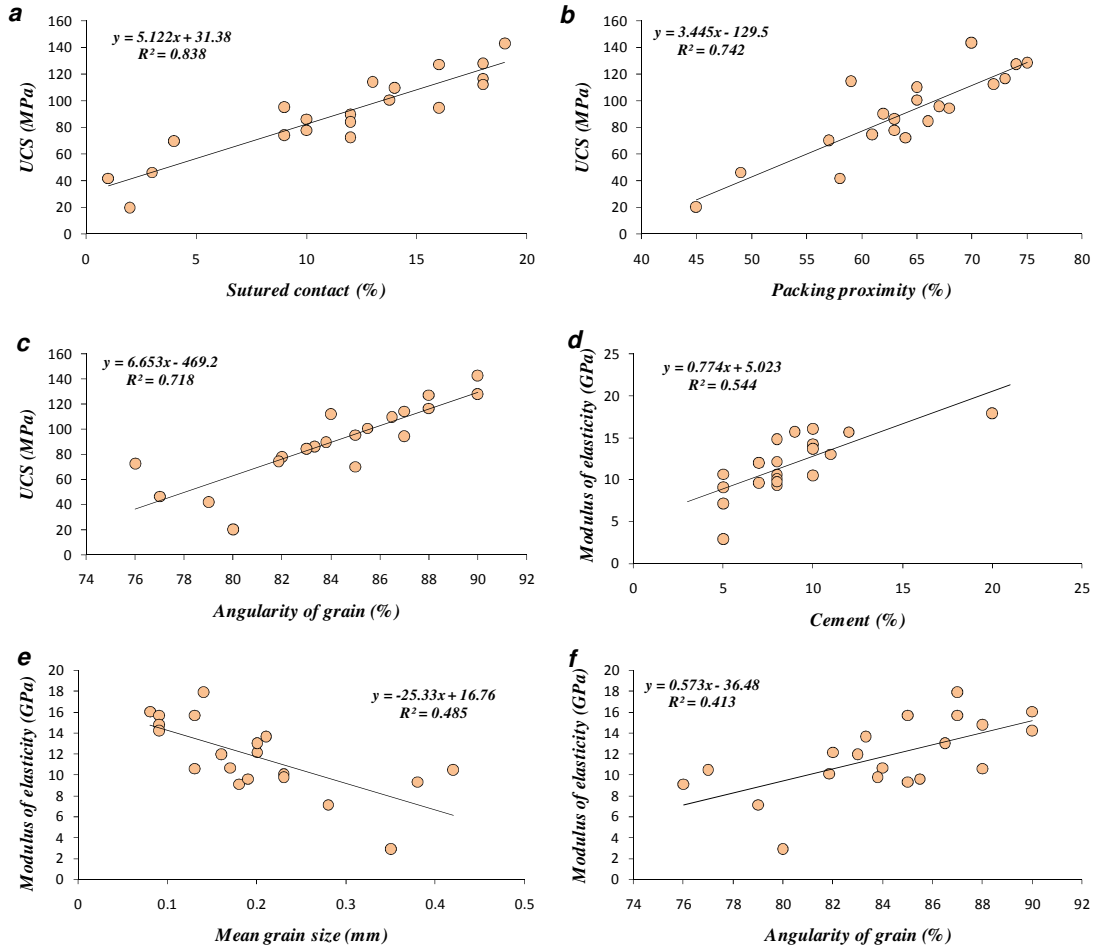 a
y = 5.122x + 31.38
R² = 0.838
UCS (MPa)
160
140
120
100
80
60
40
20
0
0 5 10 15 20
Sutured contact (%)
b
y = 3.445x - 129.5
R² = 0.742
UCS (MPa)
160
140
120
100
80
60
40
20
0
40 45 50 55 60 65 70 75 80
Packing proximity (%)
c
y = 6.653x - 469.2
R² = 0.718
UCS (MPa)
160
140
120
100
80
60
40
20
0
74 76 78 80 82 84 86 88 90 92
Angularity of grain (%)
d
y = 0.774x + 5.023
R² = 0.544
Modulus of elasticity (GPa)
25
20
15
10
5
0
0 5 10 15 20 25
Cement (%)
e
y = -25.33x + 16.76
R² = 0.485
Modulus of elasticity (GPa)
20
18
16
14
12
10
8
6
4
2
0
0 0.1 0.2 0.3 0.4 0.5
Mean grain size (mm)
f
y = 0.573x - 36.48
R² = 0.413
Modulus of elasticity (GPa)
20
18
16
14
12
10
8
6
4
2
0
74 76 78 80 82 84 86 88 90 92
Angularity of grain (%)